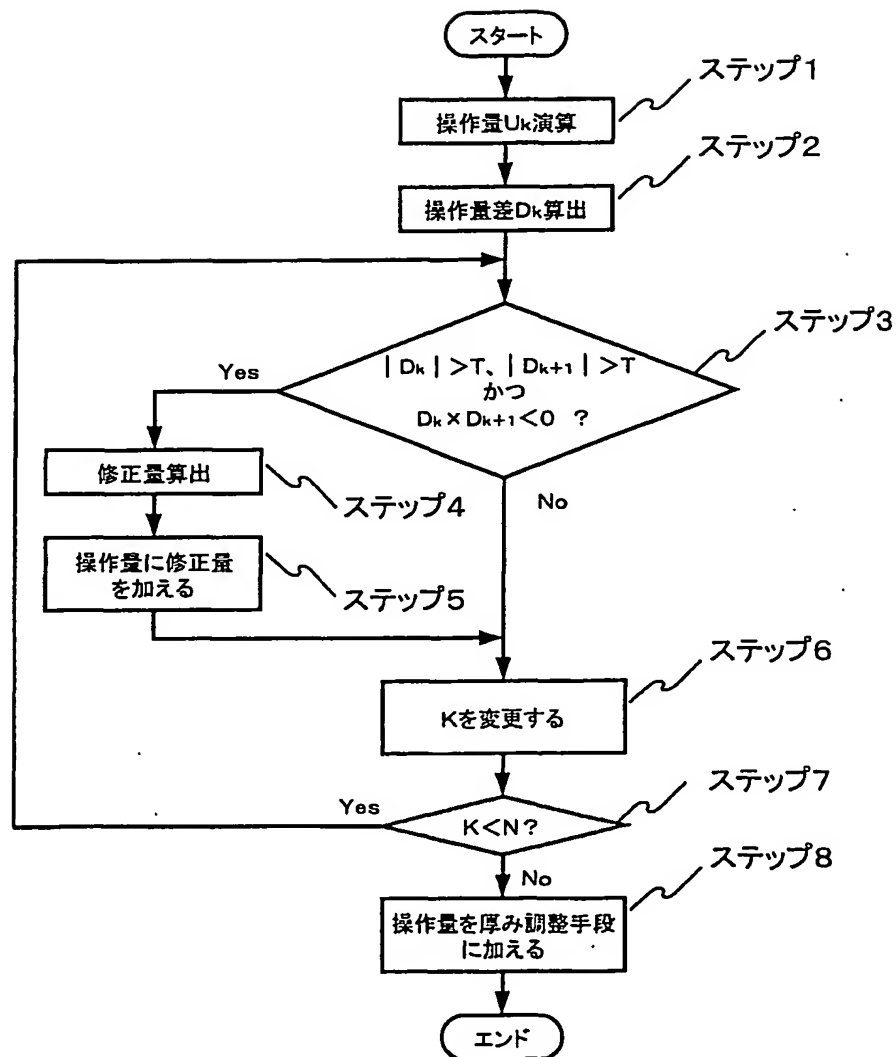 スタート
ステップ1
操作量Uk演算
ステップ2
操作量差Dk算出
ステップ3
|Dk|>T、|Dk+1|>T
かつ
Dk×Dk+1<0 ?
Yes
No
修正量算出
ステップ4
操作量に修正量
を加える
ステップ5
ステップ6
Kを変更する
ステップ7
Yes
K<N?
No
ステップ8
操作量を厚み調整手段
に加える
エンド